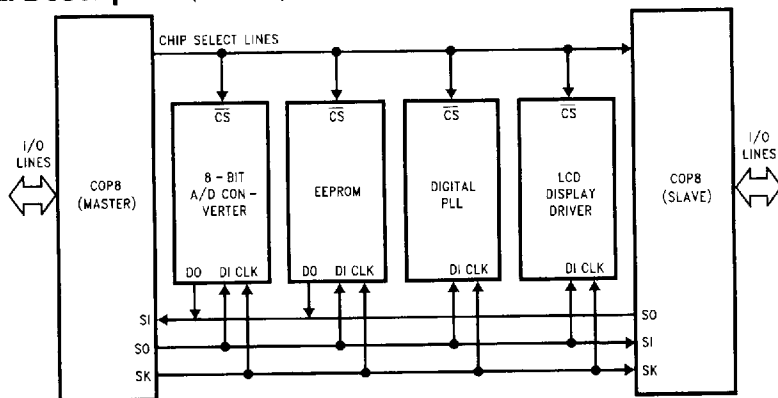 CHIP SELECT LINES
CS CS CS CS
I/O
LINES
COP8
(MASTER)
8 - BIT
A/D CON -
VERTER
EEPROM
DIGITAL
PLL
LCD
DISPLAY
DRIVER
COP8
(SLAVE)
I/O
LINES
DO DI CLK
DO DI CLK
DI CLK
DI CLK
SI
SO
SK
SO
SI
SK